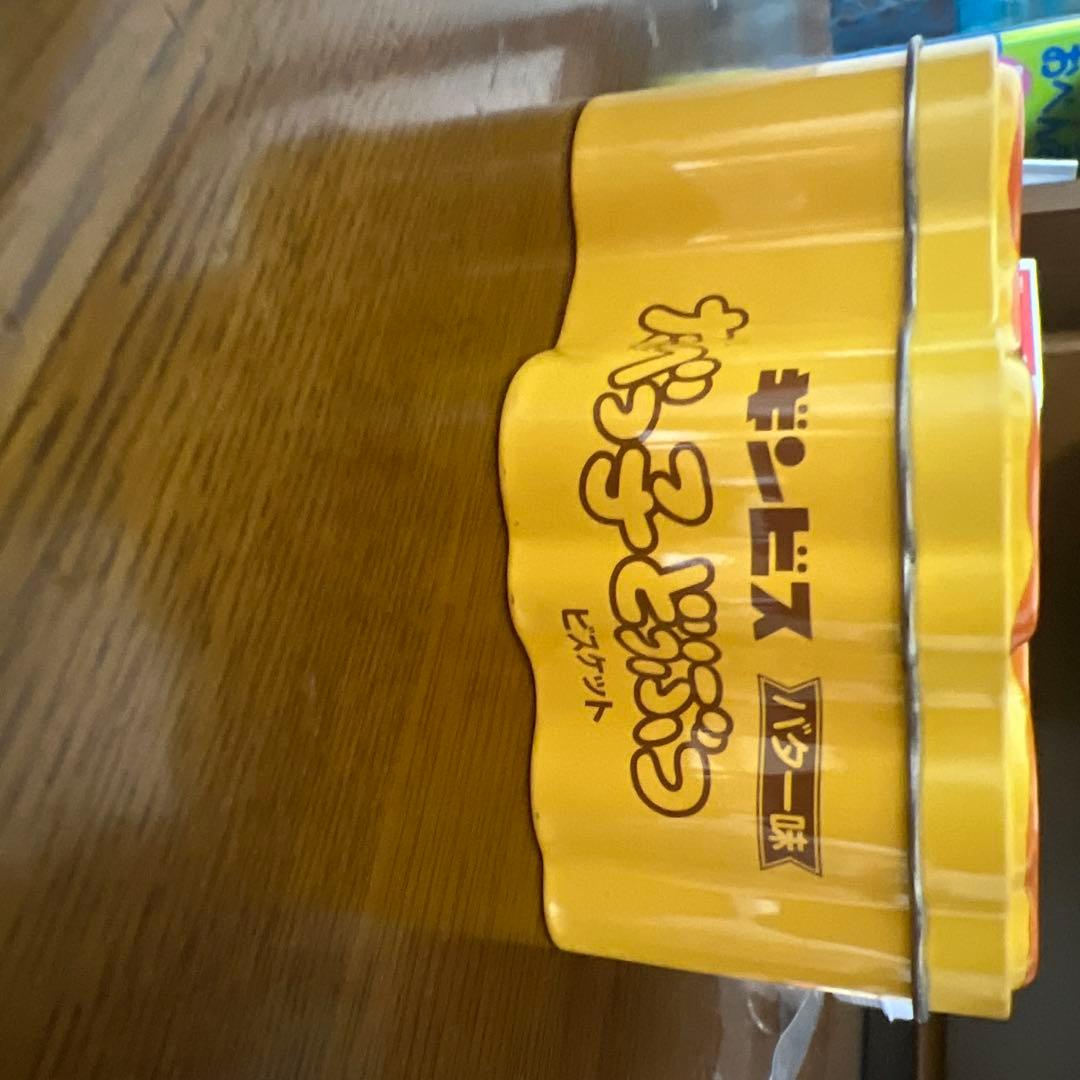 ギンビス
バター味
たべっ子どうぶつ
ビスケット